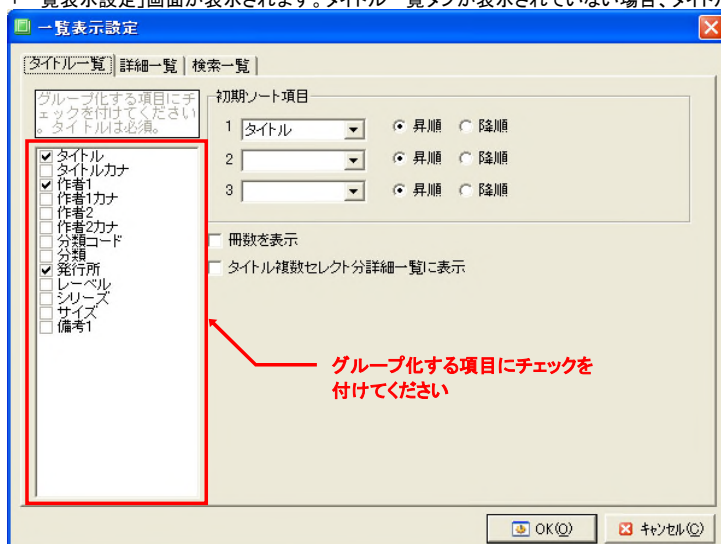 「一覧表示設定」画面が表示されます。タイトル一覧タブが表示されていない場合、タイトル
一覧表示設定
タイトル一覧 詳細一覧 検索一覧
グループ化する項目にチ
ェックを付けてください
。タイトルは必須。
タイトル
タイトルカナ
作者1
作者1カナ
作者2
作者2カナ
分類コード
分類
発行所
レーベル
シリーズ
サイズ
備考1
初期ソート項目
1 タイトル 昇順 降順
2 昇順 降順
3 昇順 降順
冊数を表示
タイトル複数セレクト分詳細一覧に表示
グループ化する項目にチェックを
付けてください
OK(O) キャンセル(C)